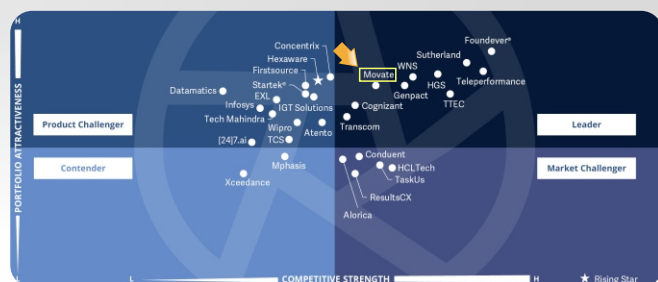 H
PORTFOLIO ATTRACTIVENESS
L
Product Challenger
Contender
Leader
Market Challenger
Concentrix
Hexaware
Firstsource
Startek®
EXL
Datamatics
Infosys
IGT Solutions
Tech Mahindra
Wipro
Atento
[24]7.ai
TCS
Mphasis
Xceedance
Movate
WNS
Sutherland
Foundever®
Genpact
HGS
Teleperformance
TTEC
Cognizant
Transcom
Conduent
HCLTech
TaskUs
ResultsCX
Alorica
L
COMPETITIVE STRENGTH
H
Rising Star